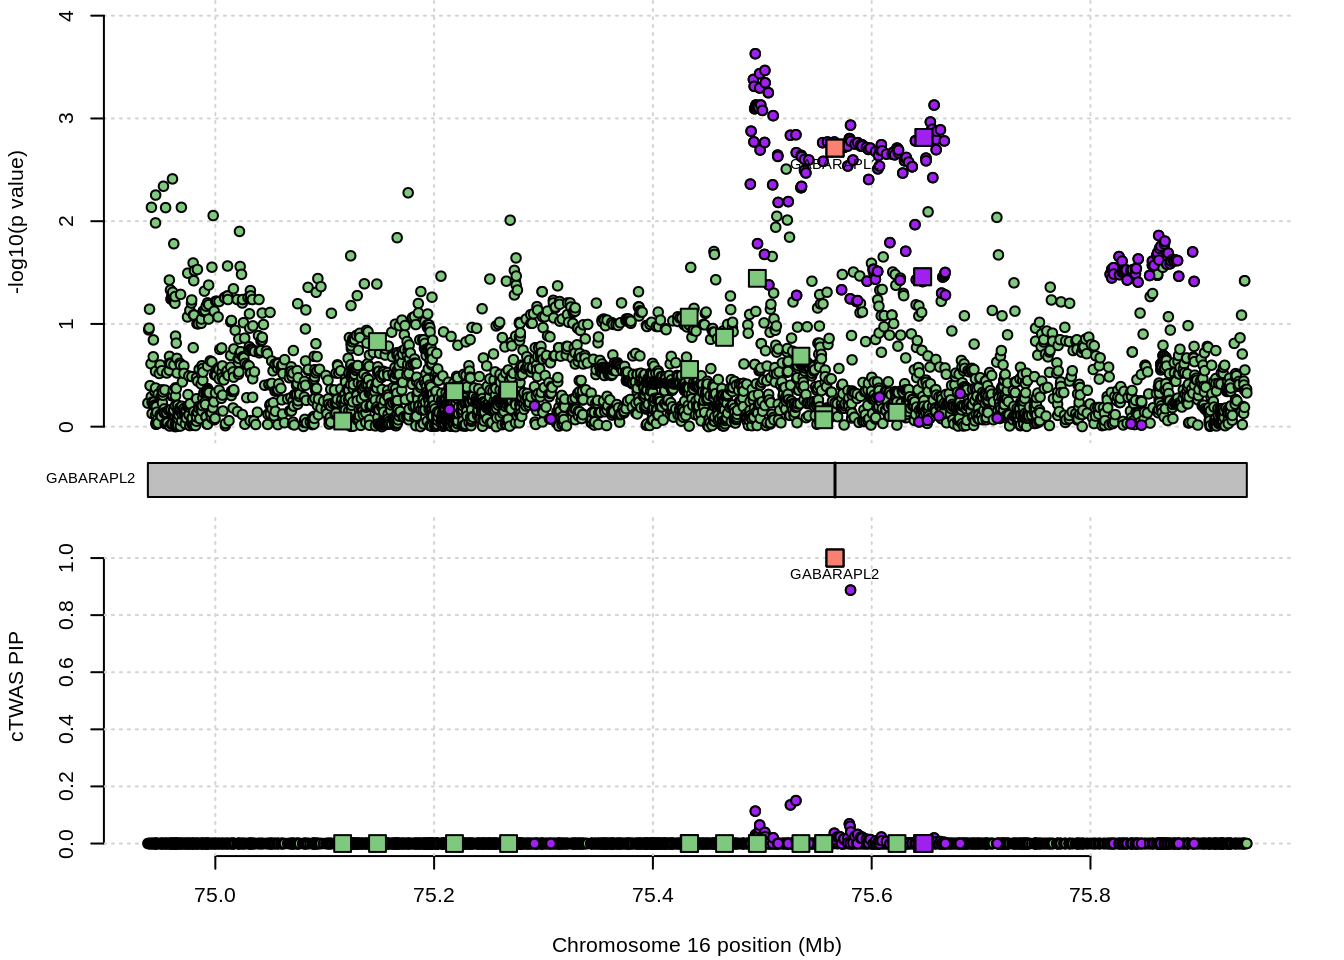 -log10(p value)
4
3
2
1
0
GABARAPL2
GABARAPL2
cTWAS PIP
1.0
0.8
0.6
0.4
0.2
0.0
GABARAPL2
75.0 75.2 75.4 75.6 75.8
Chromosome 16 position (Mb)